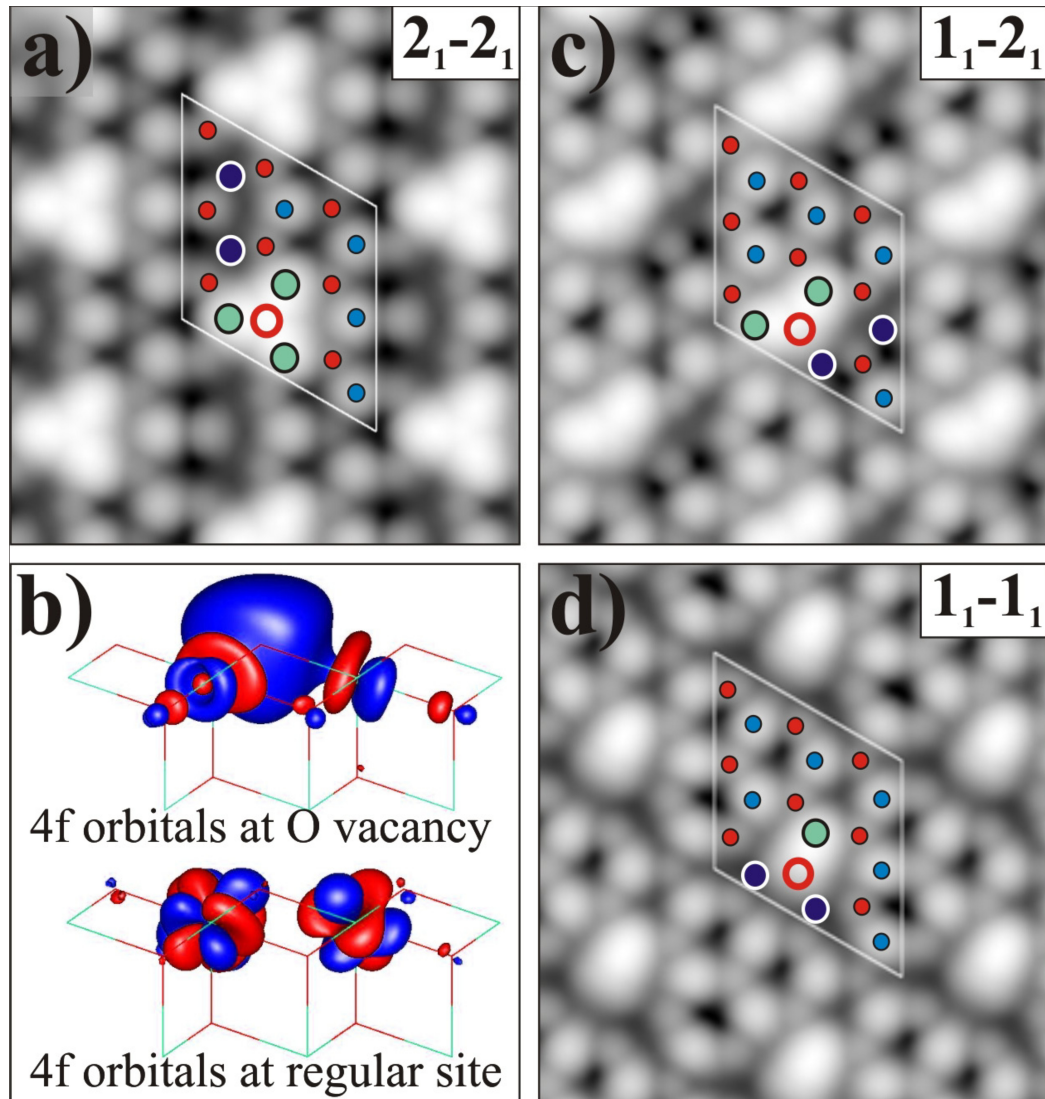 a)
2₁-2₁
c)
1₁-2₁
b)
4f orbitals at O vacancy
4f orbitals at regular site
d)
1₁-1₁